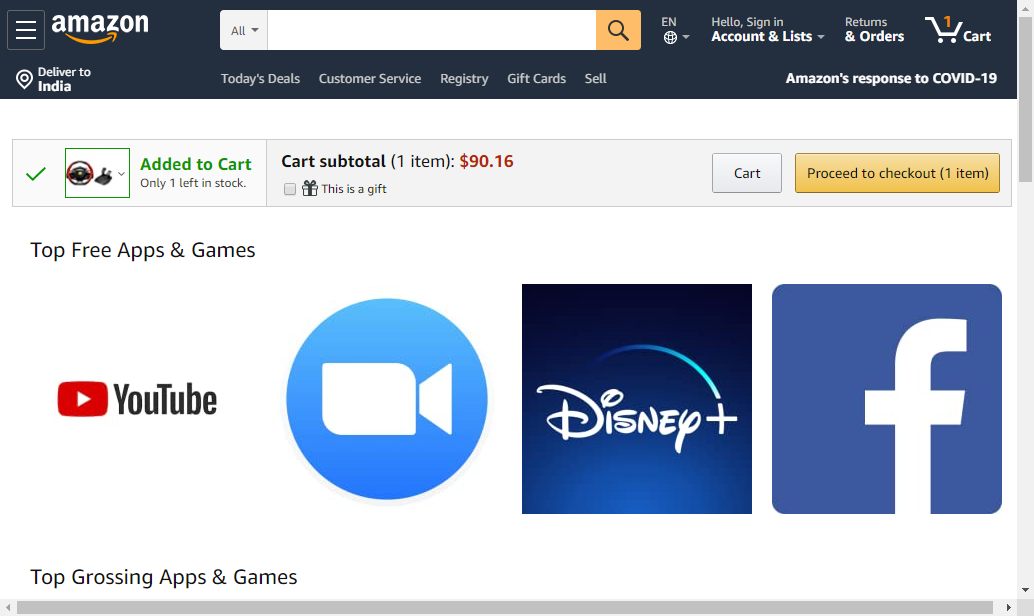 amazon
All
EN
Hello, Sign in
Account & Lists
Returns
& Orders
1
Cart
Deliver to
India
Today's Deals
Customer Service
Registry
Gift Cards
Sell
Amazon's response to COVID-19
Added to Cart
Only 1 left in stock.
Cart subtotal (1 item): $90.16
This is a gift
Cart
Proceed to checkout (1 item)
Top Free Apps & Games
YouTube
Disney+
f
Top Grossing Apps & Games